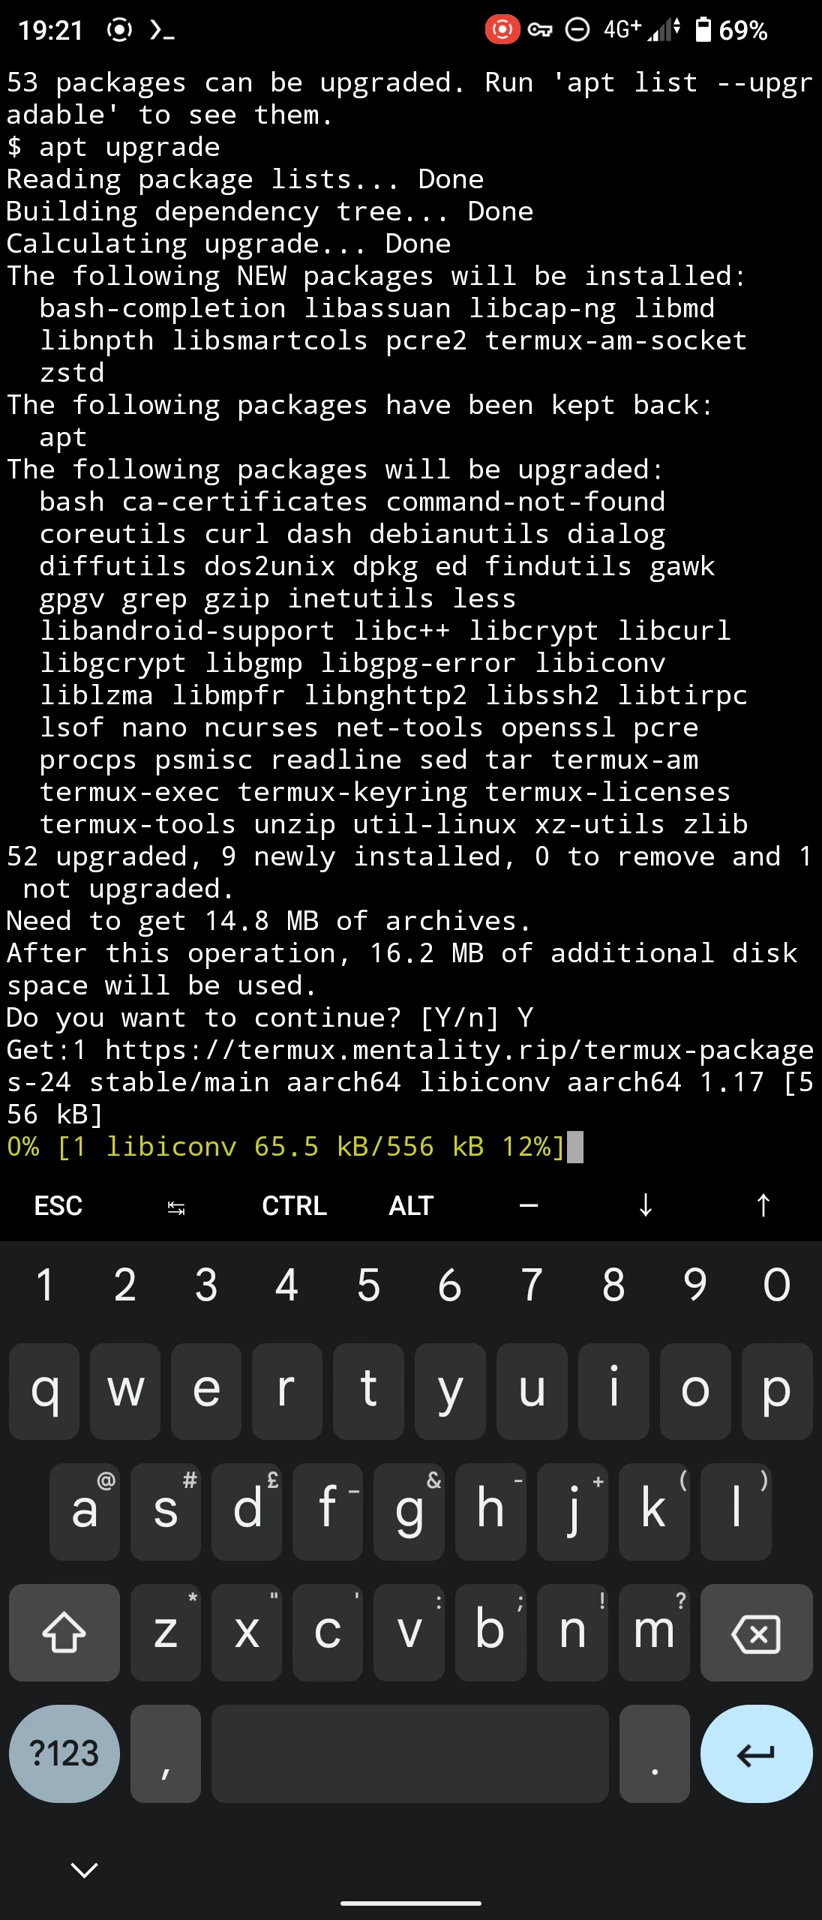 19:21 4G+ 69%
53 packages can be upgraded. Run 'apt list --upgr
adable' to see them.
$ apt upgrade
Reading package lists... Done
Building dependency tree... Done
Calculating upgrade... Done
The following NEW packages will be installed:
  bash-completion libassuan libcap-ng libmd
  libnpth libsmartcols pcre2 termux-am-socket
  zstd
The following packages have been kept back:
  apt
The following packages will be upgraded:
  bash ca-certificates command-not-found
  coreutils curl dash debianutils dialog
  diffutils dos2unix dpkg ed findutils gawk
  gpgv grep gzip inetutils less
  libandroid-support libc++ libcrypt libcurl
  libgcrypt libgmp libgpg-error libiconv
  liblzma libmpfr libnghttp2 libssh2 libtirpc
  lsof nano ncurses net-tools openssl pcre
  procps psmisc readline sed tar termux-am
  termux-exec termux-keyring termux-licenses
  termux-tools unzip util-linux xz-utils zlib
52 upgraded, 9 newly installed, 0 to remove and 1
 not upgraded.
Need to get 14.8 MB of archives.
After this operation, 16.2 MB of additional disk
space will be used.
Do you want to continue? [Y/n] Y
Get:1 https://termux.mentality.rip/termux-package
s-24 stable/main aarch64 libiconv aarch64 1.17 [5
56 kB]
0% [1 libiconv 65.5 kB/556 kB 12%]
ESC ↹ CTRL ALT — ↓ ↑
1 2 3 4 5 6 7 8 9 0
q w e r t y u i o p
@ # £ _ & - + ( )
a s d f g h j k l
* " ' : ; ! ?
z x c v b n m
?123 , .